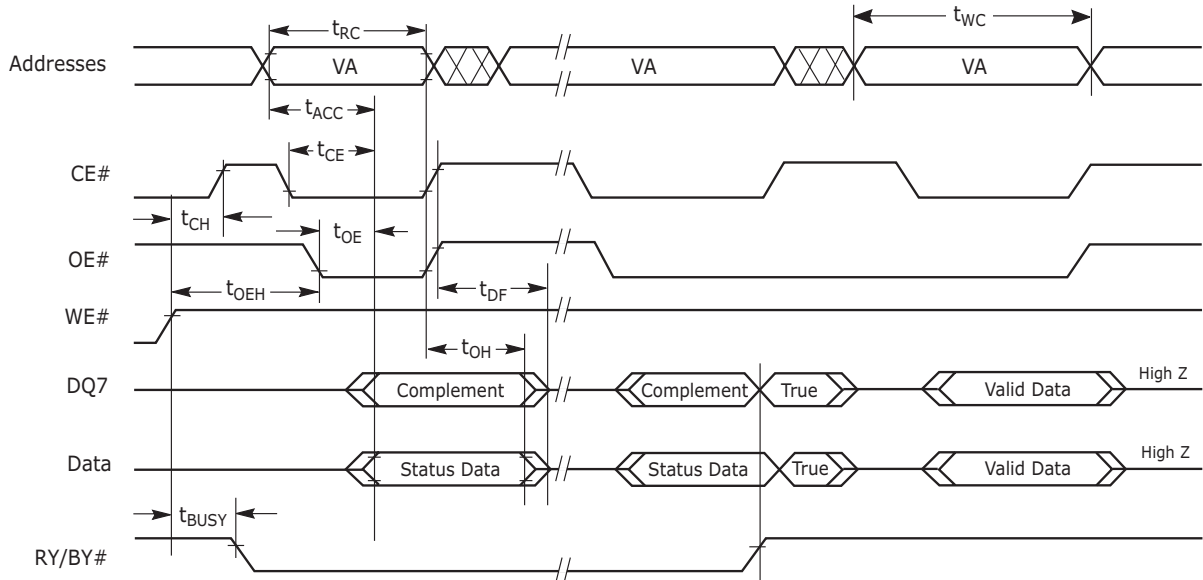 tRC
tWC
Addresses
VA
VA
VA
tACC
tCE
CE#
tCH
tOE
OE#
tOEH
tDF
WE#
tOH
DQ7
Complement
Complement
True
Valid Data
High Z
Data
Status Data
Status Data
True
Valid Data
High Z
tBUSY
RY/BY#